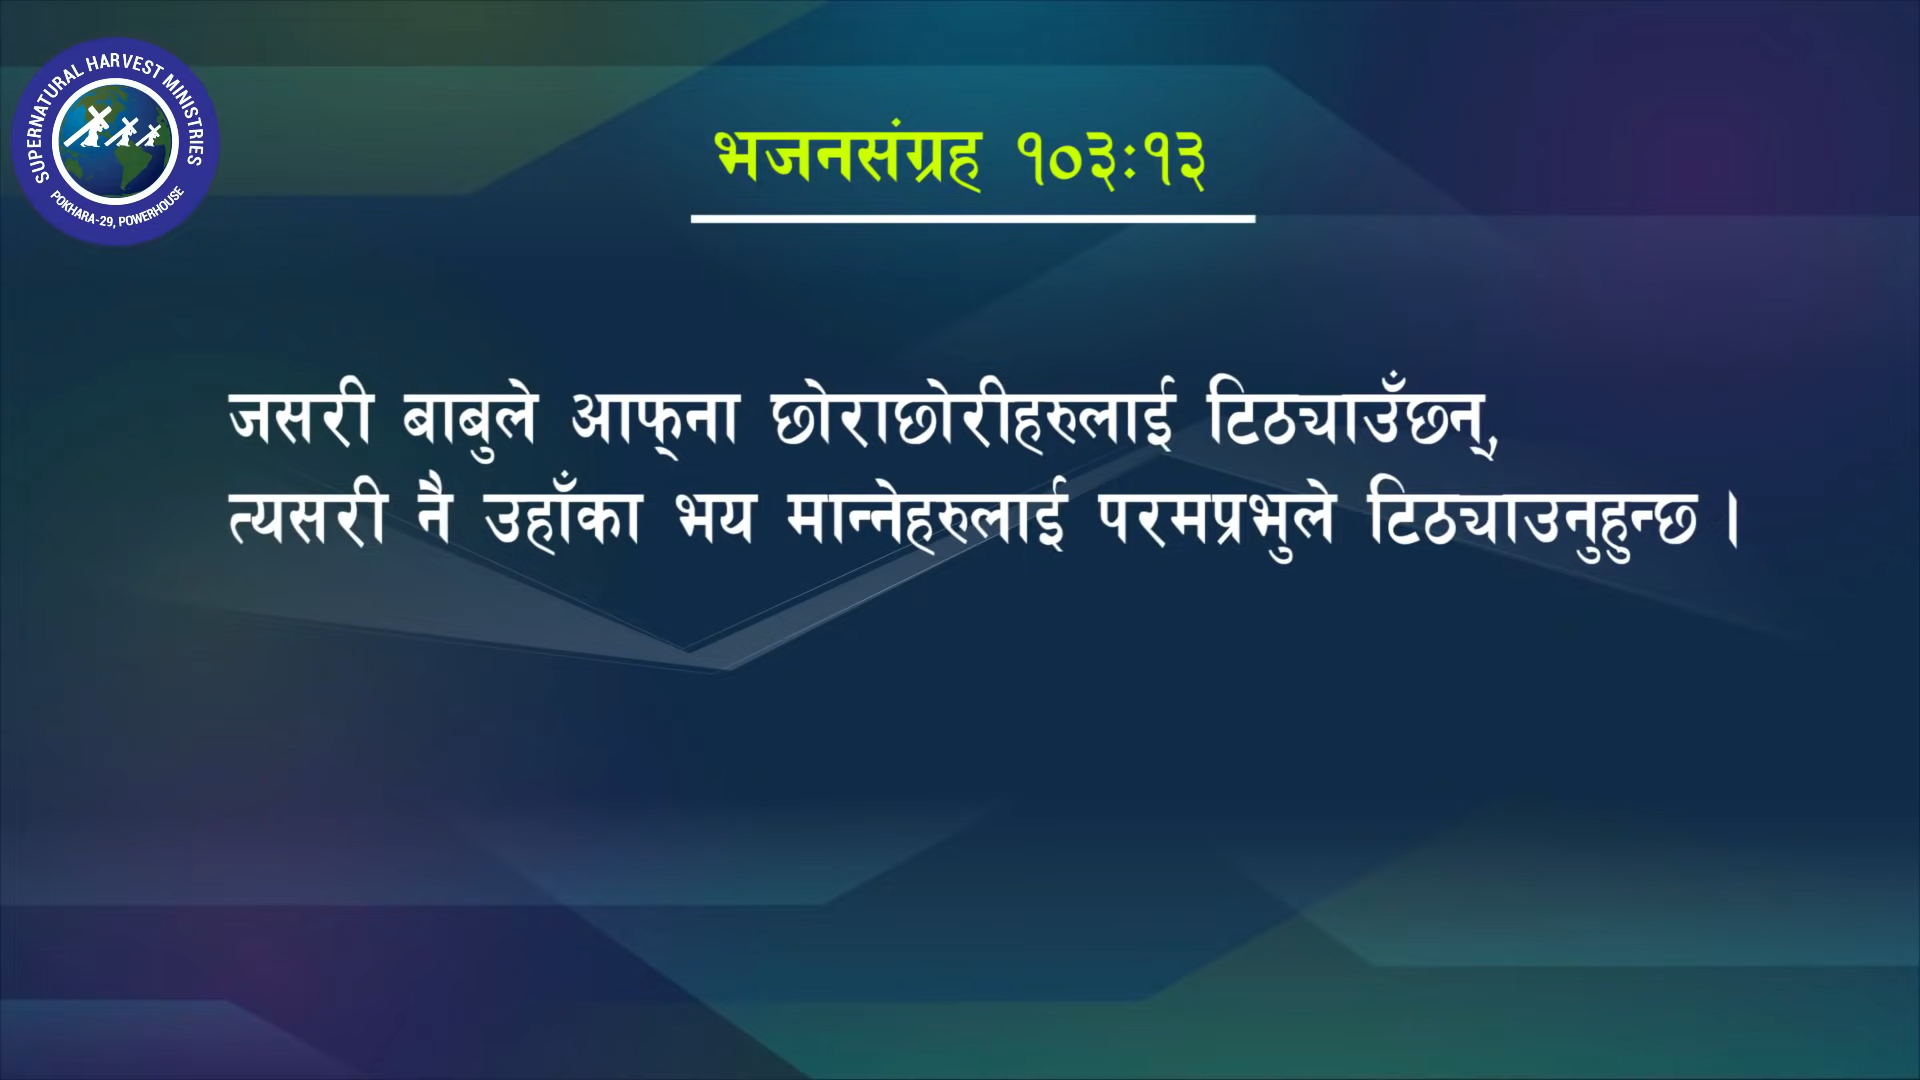 SUPERNATURAL HARVEST MINISTRIES
POKHARA-29, POWERHOUSE
भजनसंग्रह १०३:१३
जसरी बाबुले आफ्‌ना छोराछोरीहरुलाई टिठ्याउँछन्,
त्यसरी नै उहाँका भय मान्नेहरुलाई परमप्रभुले टिठ्याउनुहुन्छ ।